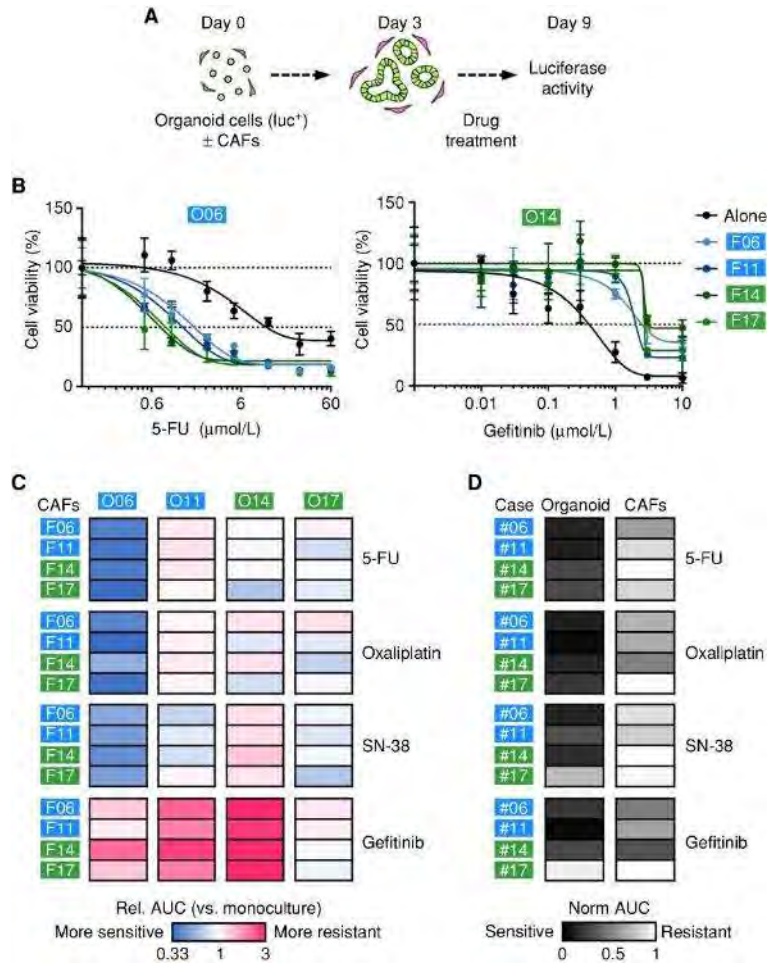 A
Day 0
Day 3
Day 9
Organoid cells (luc⁺)
± CAFs
Drug
treatment
Luciferase
activity
B
O06
150
100
50
0
Cell viability (%)
0.6
6
60
5-FU (μmol/L)
O14
150
100
50
0
Cell viability (%)
0.01
0.1
1
10
Gefitinib (μmol/L)
Alone
F06
F11
F14
F17
C
CAFs
O06
O11
O14
O17
F06
F11
F14
F17
5-FU
F06
F11
F14
F17
Oxaliplatin
F06
F11
F14
F17
SN-38
F06
F11
F14
F17
Gefitinib
Rel. AUC (vs. monoculture)
More sensitive
More resistant
0.33
1
3
D
Case
Organoid
CAFs
#06
#11
#14
#17
5-FU
#06
#11
#14
#17
Oxaliplatin
#06
#11
#14
#17
SN-38
#06
#11
#14
#17
Gefitinib
Norm AUC
Sensitive
Resistant
0
0.5
1